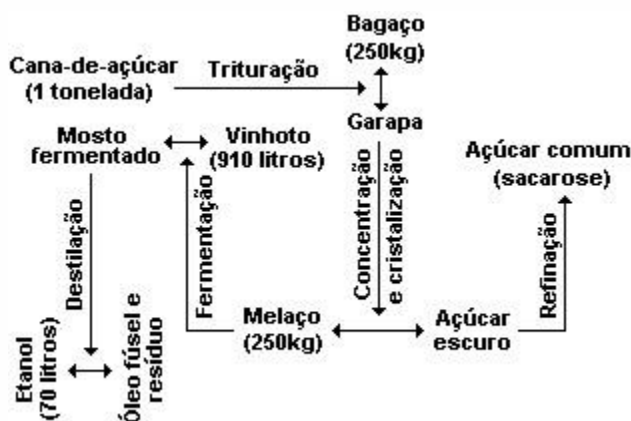 Bagaço
(250kg)
Cana-de-açúcar
(1 tonelada)
Trituração
Garapa
Mosto
fermentado
Vinhoto
(910 litros)
Açúcar comum
(sacarose)
Concentração
e cristalização
Refinação
Fermentação
Destilação
Melaço
(250kg)
Açúcar
escuro
Etanol
(70 litros)
Óleo fúsel e
resíduo